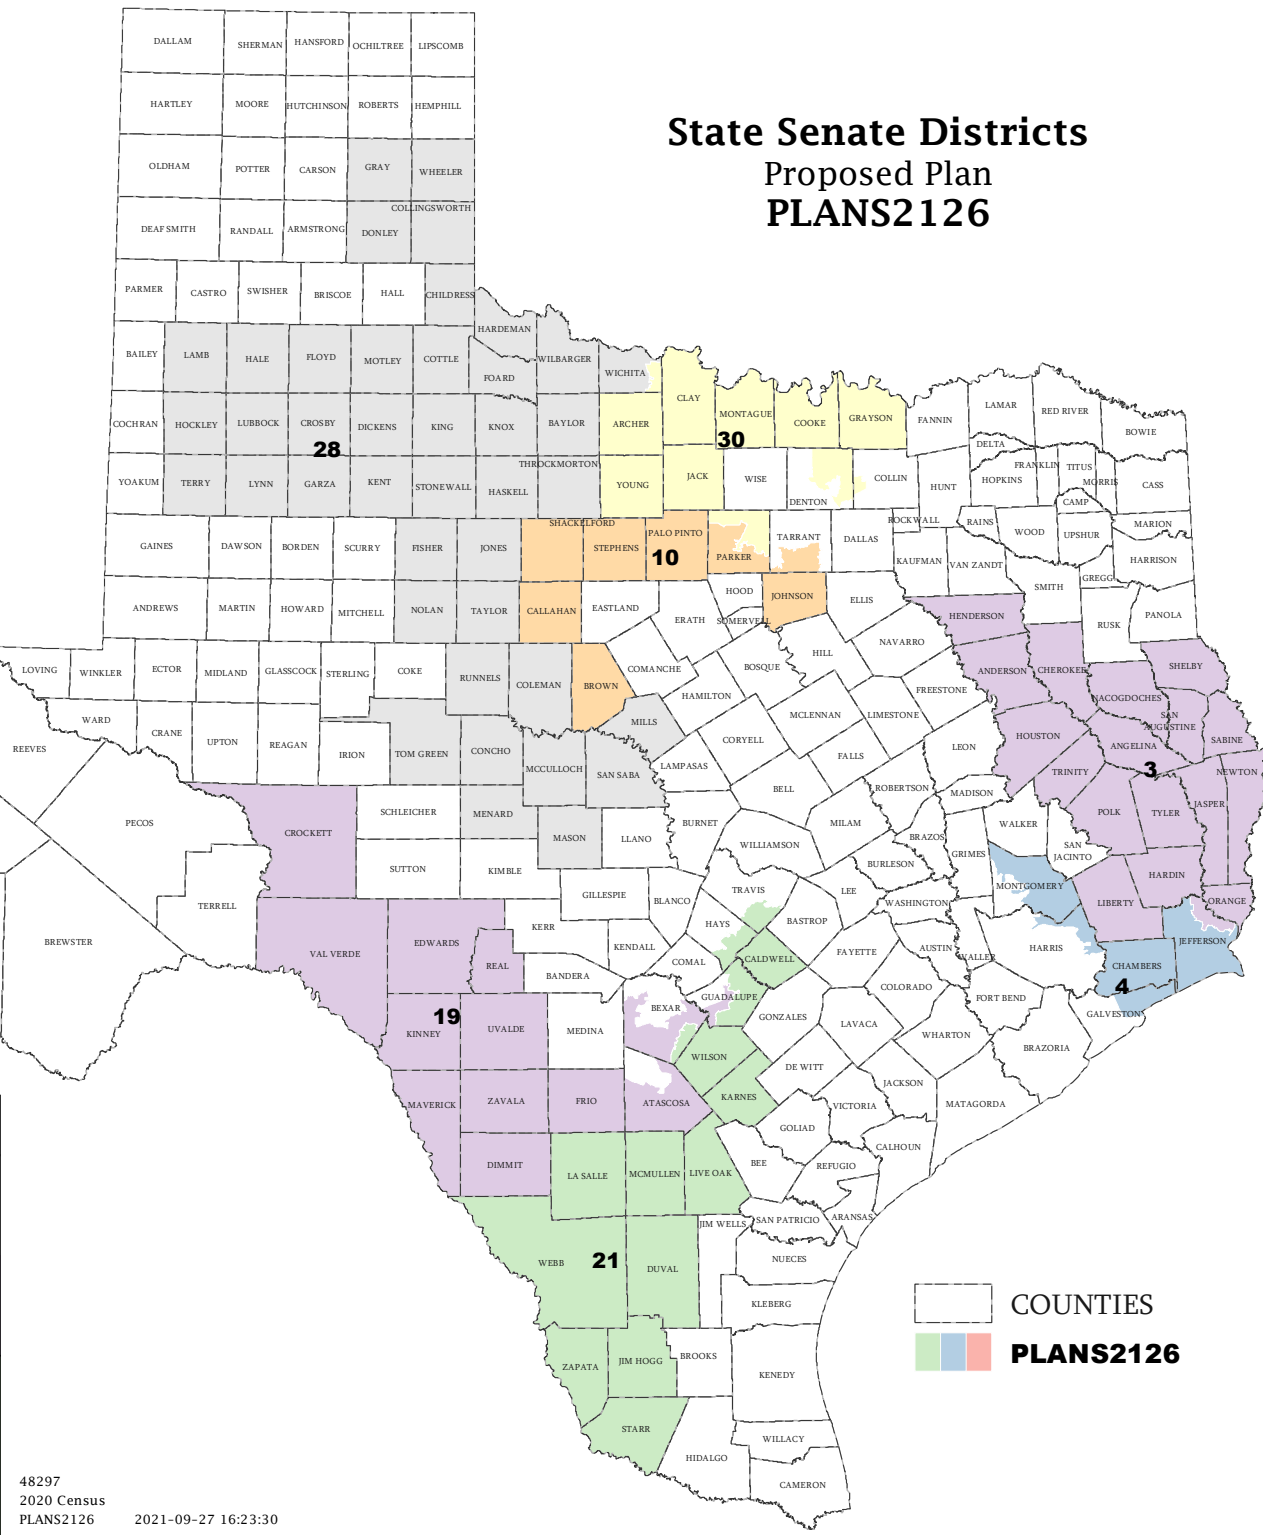 State Senate Districts
Proposed Plan
PLANS2126
DALLAM SHERMAN HANSFORD OCHILTREE LIPSCOMB
HARTLEY MOORE HUTCHINSON ROBERTS HEMPHILL
OLDHAM POTTER CARSON GRAY WHEELER
COLLINGSWORTH
DEAF SMITH RANDALL ARMSTRONG DONLEY
PARMER CASTRO SWISHER BRISCOE HALL CHILDRESS
HARDEMAN
BAILEY LAMB HALE FLOYD MOTLEY COTTLE FOARD WILBARGER WICHITA
CLAY
COCHRAN HOCKLEY LUBBOCK CROSBY DICKENS KING KNOX BAYLOR ARCHER MONTAGUE COOKE GRAYSON FANNIN LAMAR RED RIVER BOWIE
28
30
DELTA
THROCKMORTON
FRANKLIN TITUS
YOAKUM TERRY LYNN GARZA KENT STONEWALL HASKELL YOUNG JACK WISE DENTON COLLIN HUNT HOPKINS MORRIS CASS
CAMP
SHACKELFORD
ROCKWALL RAINS WOOD UPSHUR MARION
GAINES DAWSON BORDEN SCURRY FISHER JONES STEPHENS PALO PINTO PARKER TARRANT DALLAS
10
KAUFMAN VAN ZANDT SMITH GREGG HARRISON
ANDREWS MARTIN HOWARD MITCHELL NOLAN TAYLOR CALLAHAN EASTLAND ERATH HOOD SOMERVELL JOHNSON ELLIS HENDERSON RUSK PANOLA
LOVING WINKLER ECTOR MIDLAND GLASSCOCK STERLING COKE RUNNELS COLEMAN BROWN COMANCHE BOSQUE HILL NAVARRO ANDERSON CHEROKEE SHELBY
HAMILTON FREESTONE NACOGDOCHES
WARD CRANE UPTON REAGAN IRION TOM GREEN CONCHO MILLS CORYELL MCLENNAN LIMESTONE HOUSTON SAN AUGUSTINE SABINE
REEVES
MCCULLOCH SAN SABA LAMPASAS FALLS LEON ANGELINA
3
TRINITY NEWTON
PECOS CROCKETT SCHLEICHER MENARD MASON LLANO BURNET BELL MILAM ROBERTSON MADISON WALKER POLK TYLER JASPER
SUTTON KIMBLE WILLIAMSON BURLESON BRAZOS GRIMES SAN JACINTO HARDIN
TERRELL GILLESPIE BLANCO TRAVIS LEE WASHINGTON MONTGOMERY LIBERTY ORANGE
BREWSTER VAL VERDE EDWARDS REAL KERR KENDALL HAYS BASTROP FAYETTE AUSTIN WALLER HARRIS JEFFERSON
BANDERA COMAL CALDWELL CHAMBERS
4
19
KINNEY UVALDE MEDINA BEXAR GUADALUPE GONZALES COLORADO FORT BEND GALVESTON
LAVACA WHARTON BRAZORIA
WILSON DE WITT
MAVERICK ZAVALA FRIO ATASCOSA KARNES JACKSON MATAGORDA
VICTORIA
GOLIAD
DIMMIT LA SALLE MCMULLEN LIVE OAK BEE REFUGIO CALHOUN
JIM WELLS SAN PATRICIO ARANSAS
WEBB 21 DUVAL NUECES
KLEBERG
ZAPATA JIM HOGG BROOKS KENEDY
STARR HIDALGO WILLACY
CAMERON
COUNTIES
PLANS2126
48297
2020 Census
PLANS2126 2021-09-27 16:23:30